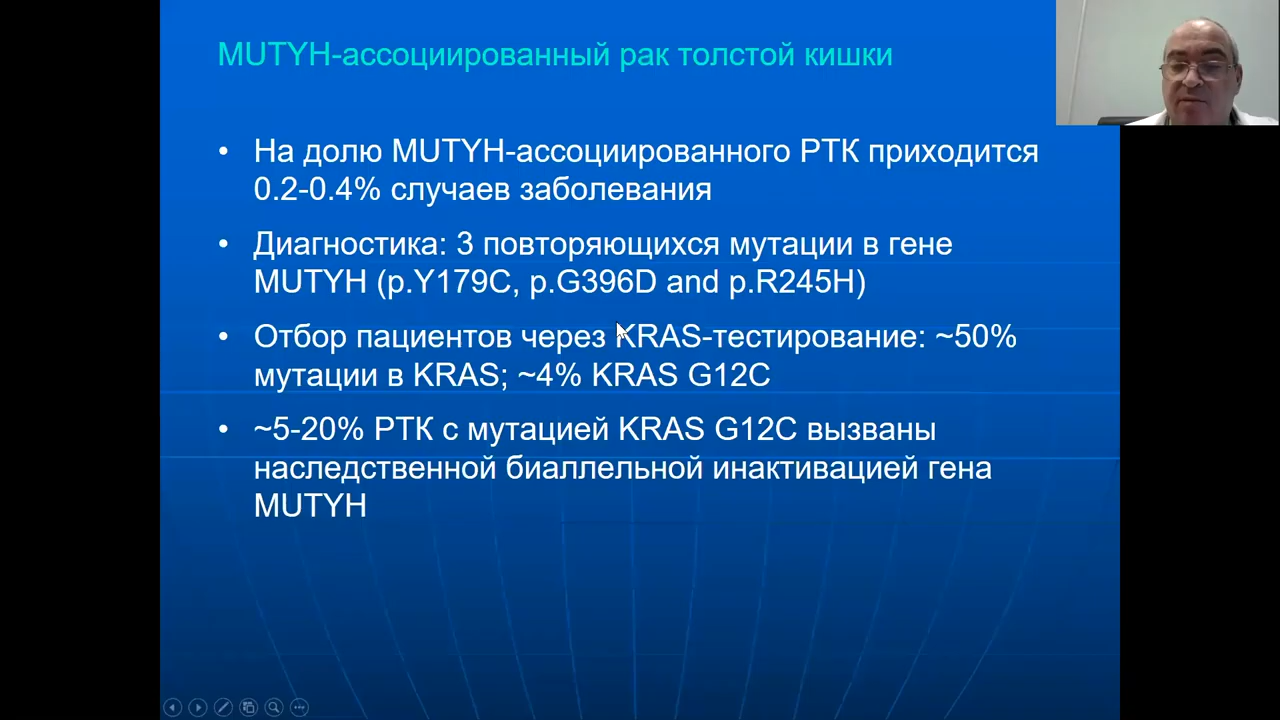 MUTYH-ассоциированный рак толстой кишки
• На долю MUTYH-ассоциированного РТК приходится
0.2-0.4% случаев заболевания
• Диагностика: 3 повторяющихся мутации в гене
MUTYH (p.Y179C, p.G396D and p.R245H)
• Отбор пациентов через KRAS-тестирование: ~50%
мутации в KRAS; ~4% KRAS G12C
• ~5-20% РТК с мутацией KRAS G12C вызваны
наследственной биаллельной инактивацией гена
MUTYH